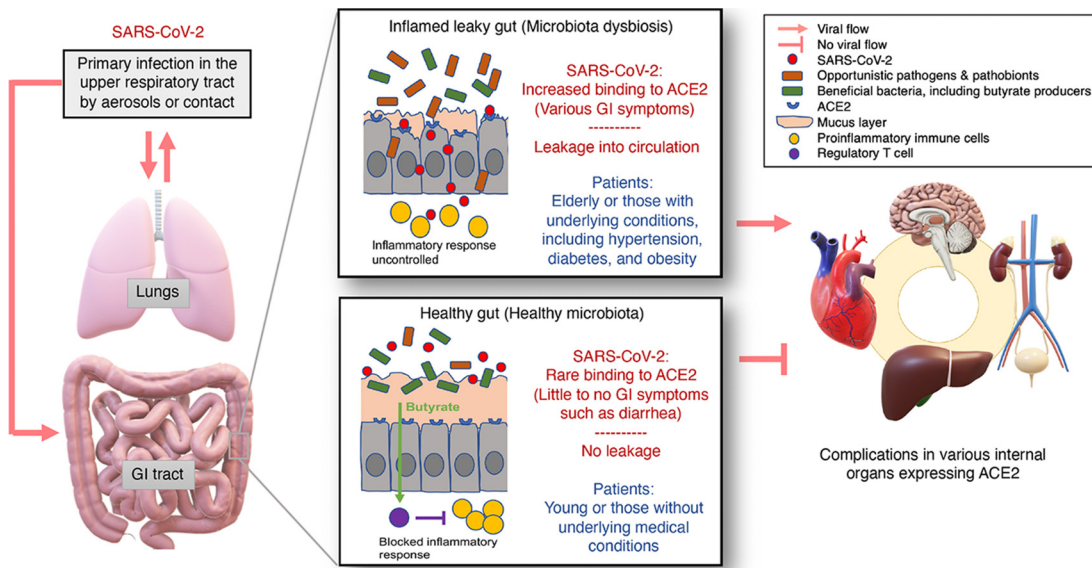 SARS-CoV-2
Primary infection in the
upper respiratory tract
by aerosols or contact
Lungs
GI tract
Inflamed leaky gut (Microbiota dysbiosis)
SARS-CoV-2:
Increased binding to ACE2
(Various GI symptoms)
----------
Leakage into circulation
Patients:
Elderly or those with
underlying conditions,
including hypertension,
diabetes, and obesity
Inflammatory response
uncontrolled
Healthy gut (Healthy microbiota)
SARS-CoV-2:
Rare binding to ACE2
(Little to no GI symptoms
such as diarrhea)
----------
No leakage
Patients:
Young or those without
underlying medical
conditions
Butyrate
Blocked inflammatory
response
Viral flow
No viral flow
SARS-CoV-2
Opportunistic pathogens & pathobionts
Beneficial bacteria, including butyrate producers
ACE2
Mucus layer
Proinflammatory immune cells
Regulatory T cell
Complications in various internal
organs expressing ACE2